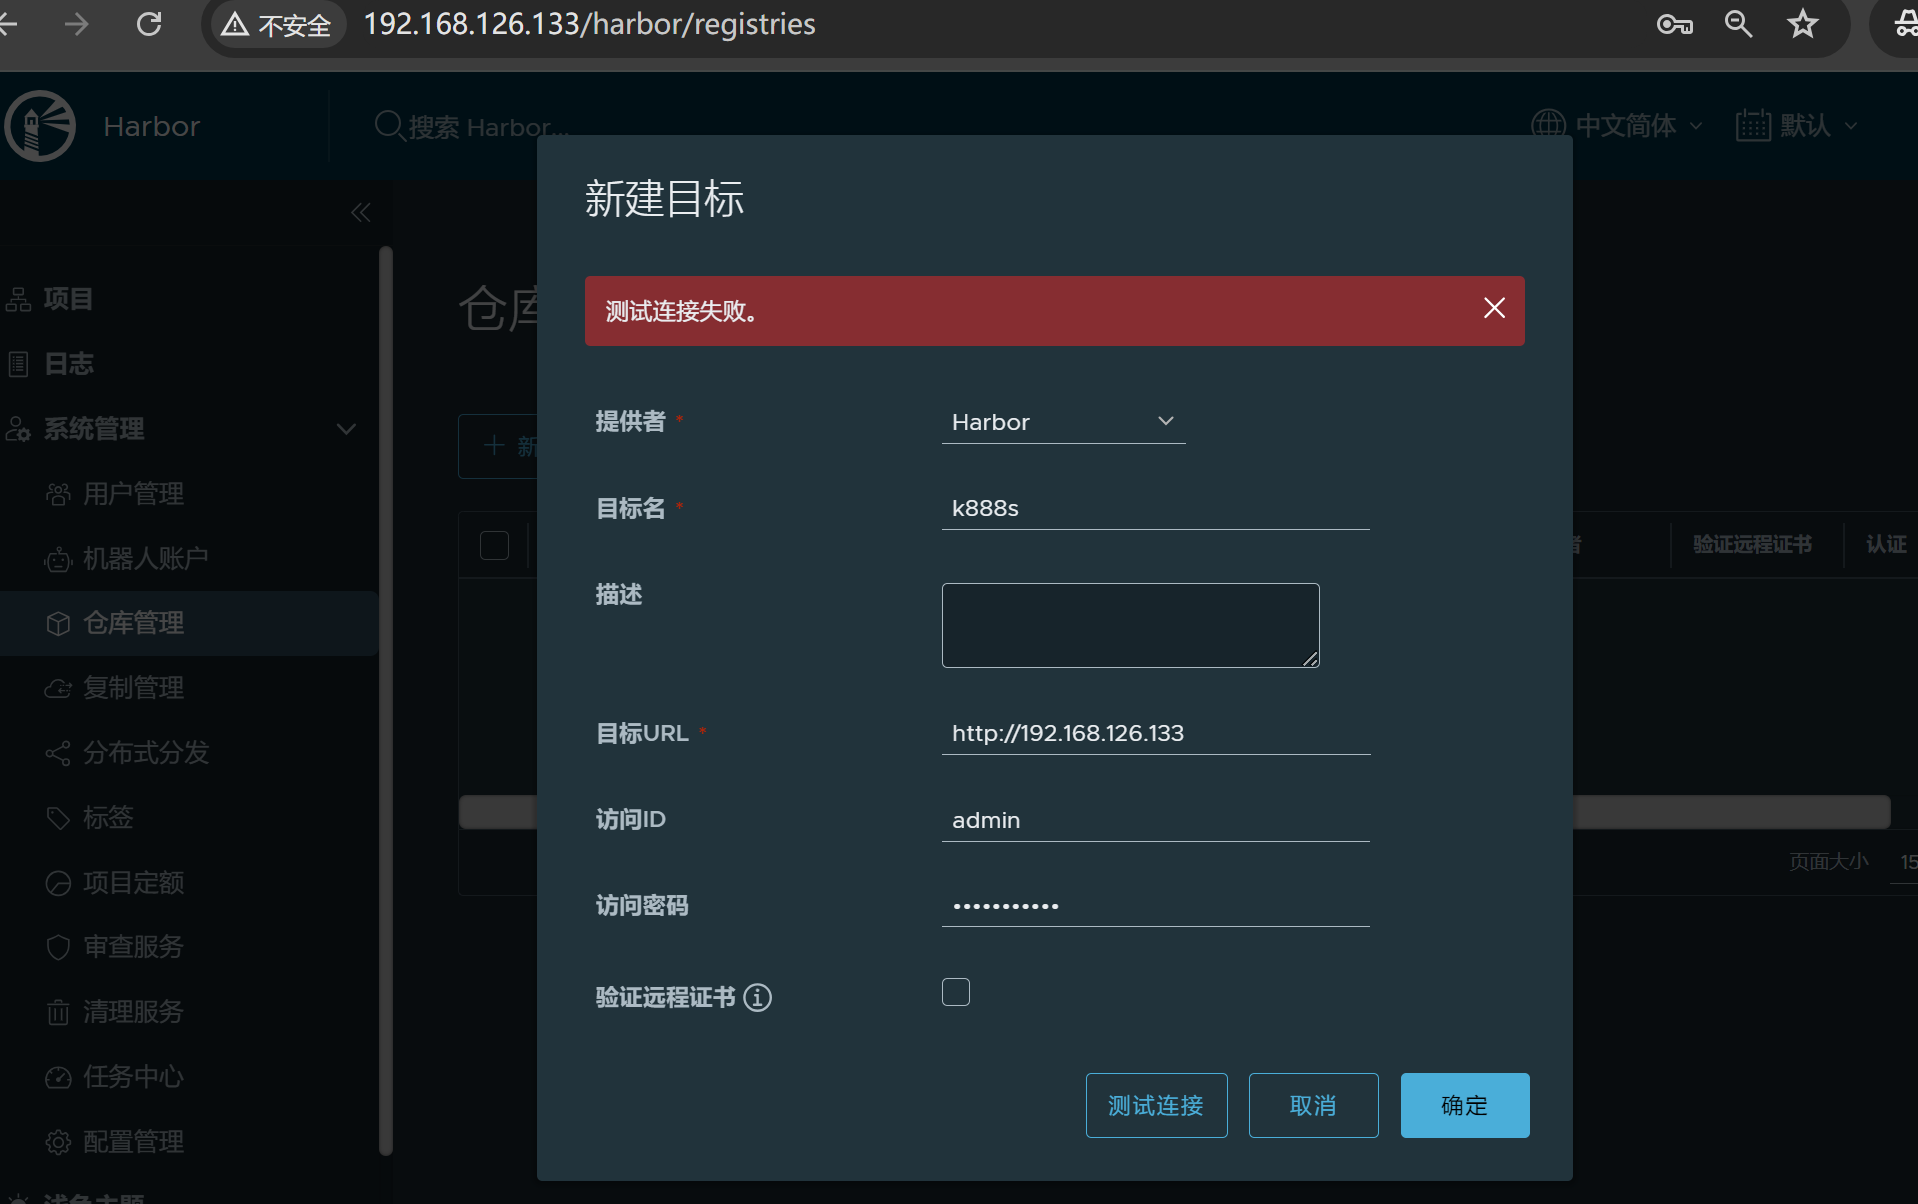 不安全 192.168.126.133/harbor/registries
Harbor
搜索 Harbor...
中文简体
默认
新建目标
测试连接失败。
项目
日志
系统管理
用户管理
机器人账户
仓库管理
复制管理
分布式分发
标签
项目定额
审查服务
清理服务
任务中心
配置管理
浅色主题
仓库
新
提供者 *
Harbor
目标名 *
k888s
描述
目标URL *
http://192.168.126.133
访问ID
admin
访问密码
•••••••••••
验证远程证书
测试连接
取消
确定
者
验证远程证书
认证
页面大小
15